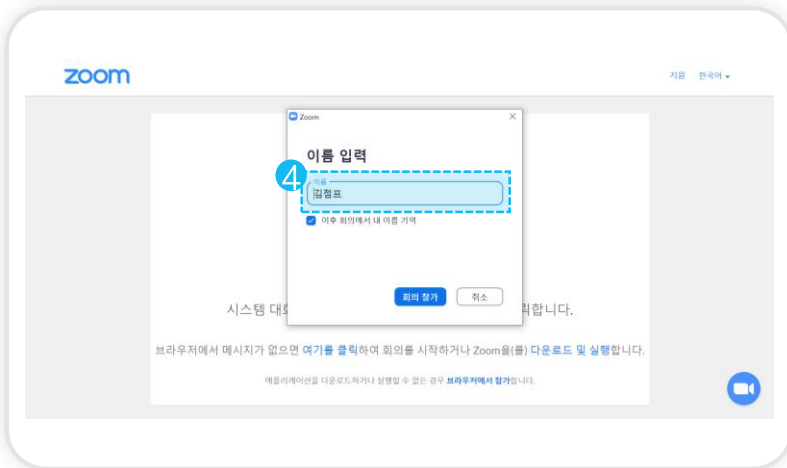 zoom
지원 한국어
Zoom
이름 입력
4
이름
김점프
이후 회의에서 내 이름 기억
회의 참가 취소
시스템 대화 릭합니다.
브라우저에서 메시지가 없으면 여기를 클릭하여 회의를 시작하거나 Zoom을(를) 다운로드 및 실행합니다.
애플리케이션을 다운로드하거나 실행할 수 없는 경우 브라우저에서 참가합니다.